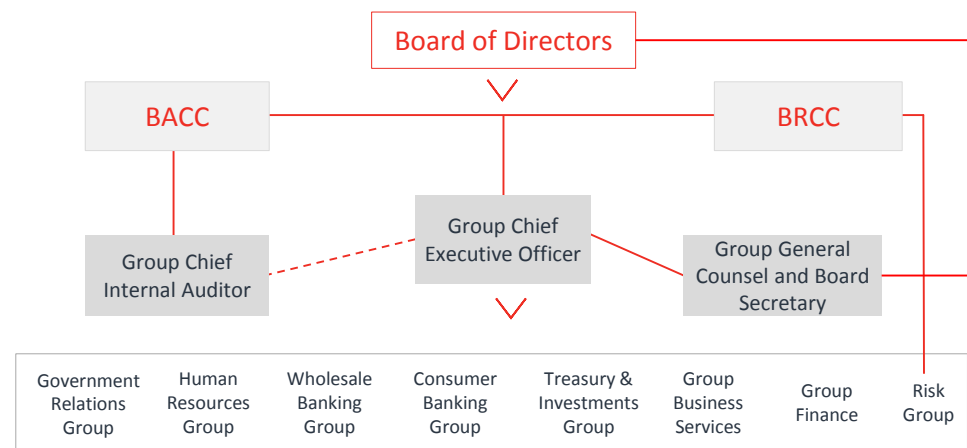 Board of Directors
BACC
BRCC
Group Chief
Executive Officer
Group Chief
Internal Auditor
Group General
Counsel and Board
Secretary
Government
Relations
Group
Human
Resources
Group
Wholesale
Banking
Group
Consumer
Banking
Group
Treasury &
Investments
Group
Group
Business
Services
Group
Finance
Risk
Group